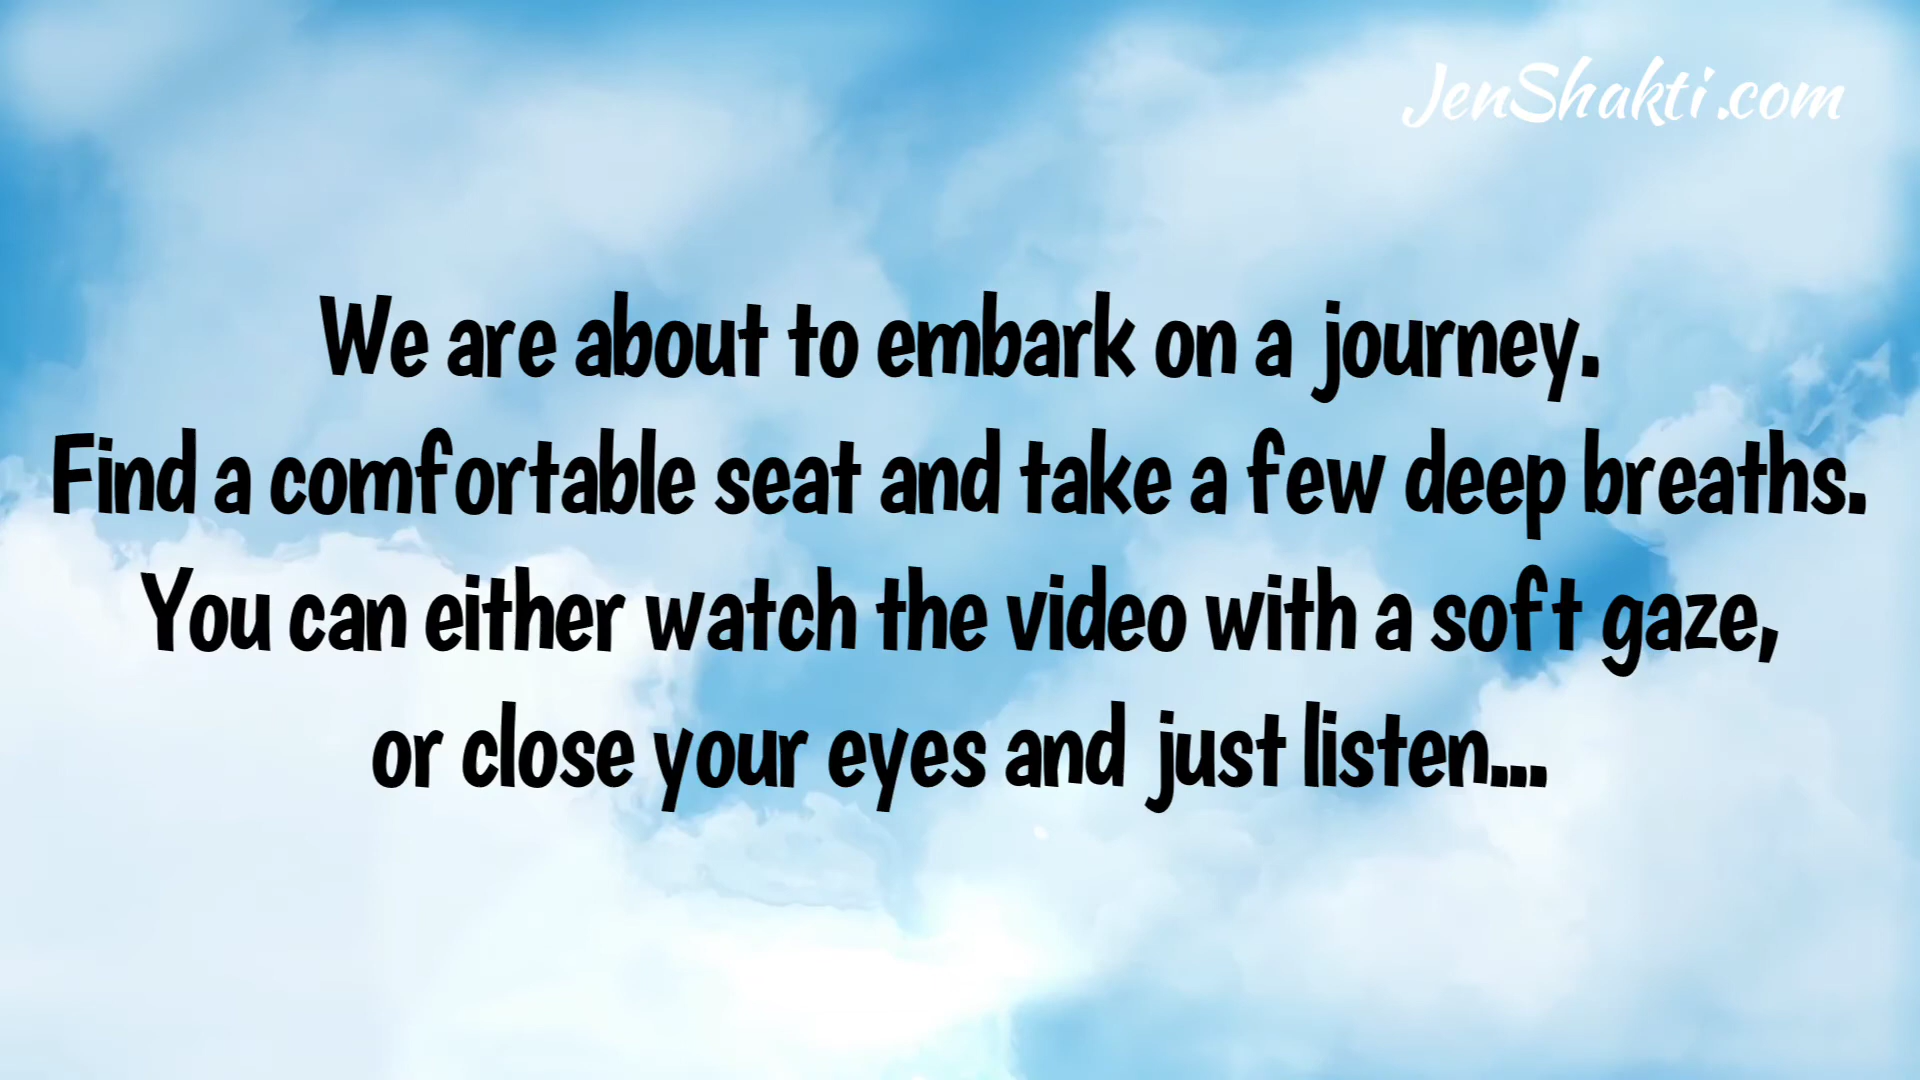 JenShakti.com
We are about to embark on a journey.
Find a comfortable seat and take a few deep breaths.
You can either watch the video with a soft gaze,
or close your eyes and just listen...